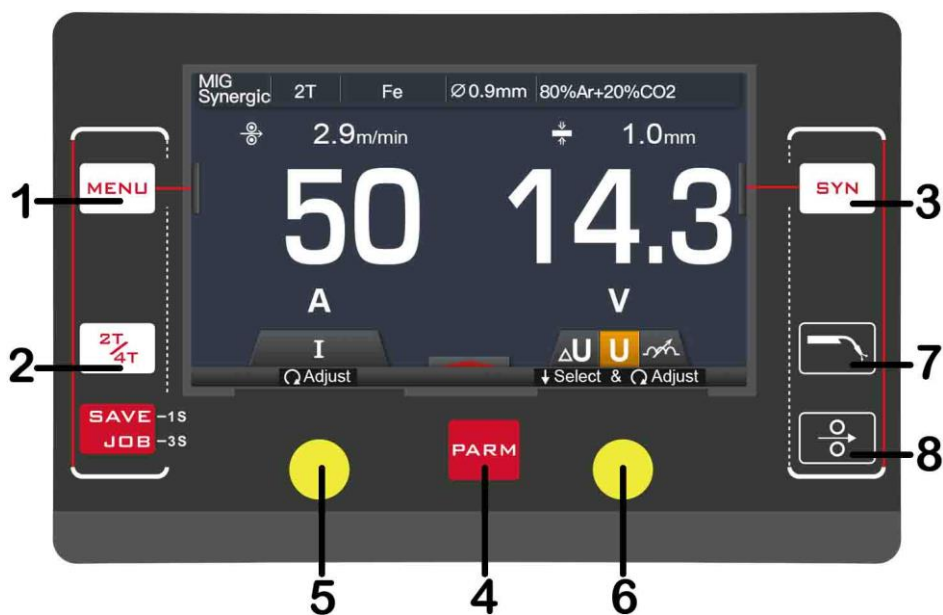 MIG
Synergic
2T
Fe
Ø0.9mm
80%Ar+20%CO2
2.9m/min
1.0mm
50
14.3
A
V
I
ΔU
U
Adjust
Select & Adjust
MENU
2T/4T
SAVE -1S
JOB -3S
PARM
SYN
1
2
3
7
8
5
4
6